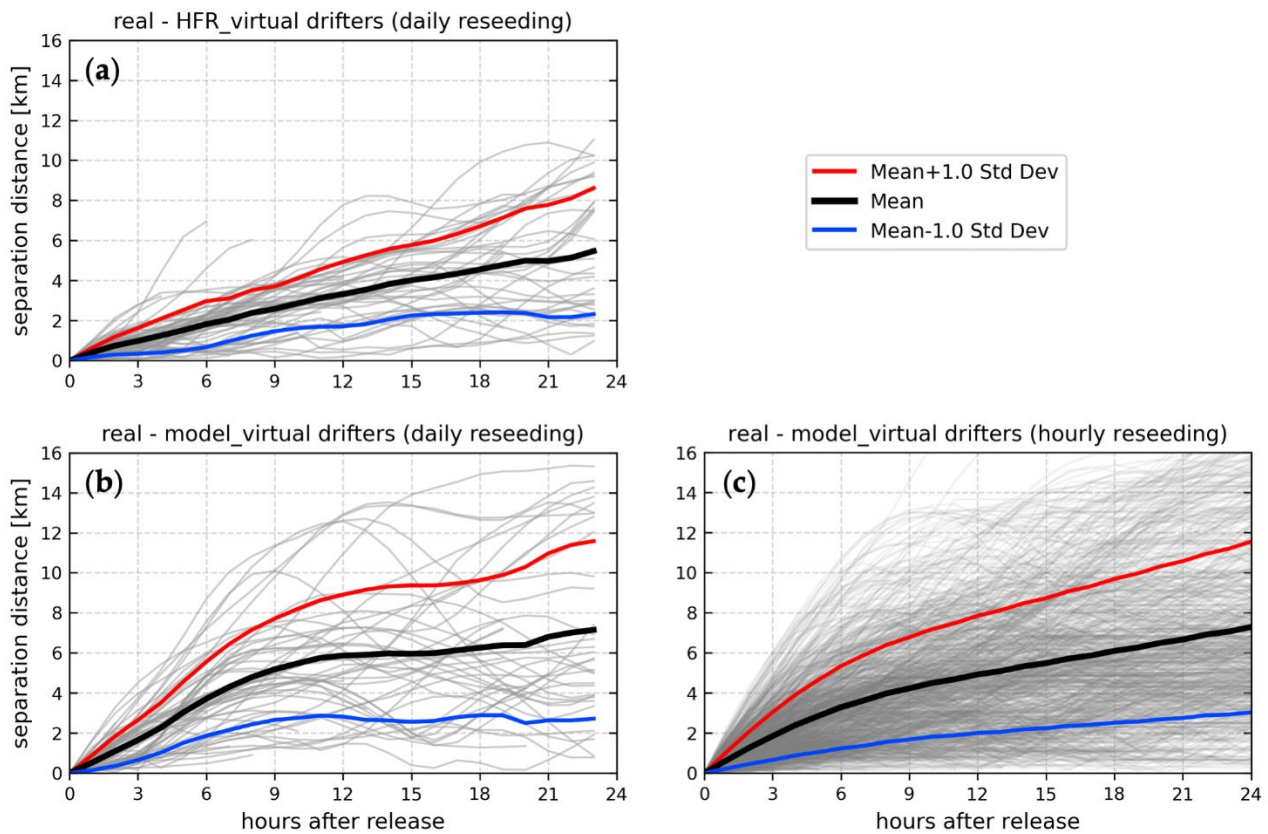 real - HFR_virtual drifters (daily reseeding)
(a)
separation distance [km]
16
14
12
10
8
6
4
2
0
0 3 6 9 12 15 18 21 24
Mean+1.0 Std Dev
Mean
Mean-1.0 Std Dev
real - model_virtual drifters (daily reseeding)
(b)
separation distance [km]
16
14
12
10
8
6
4
2
0
0 3 6 9 12 15 18 21 24
hours after release
real - model_virtual drifters (hourly reseeding)
(c)
16
14
12
10
8
6
4
2
0
0 3 6 9 12 15 18 21 24
hours after release